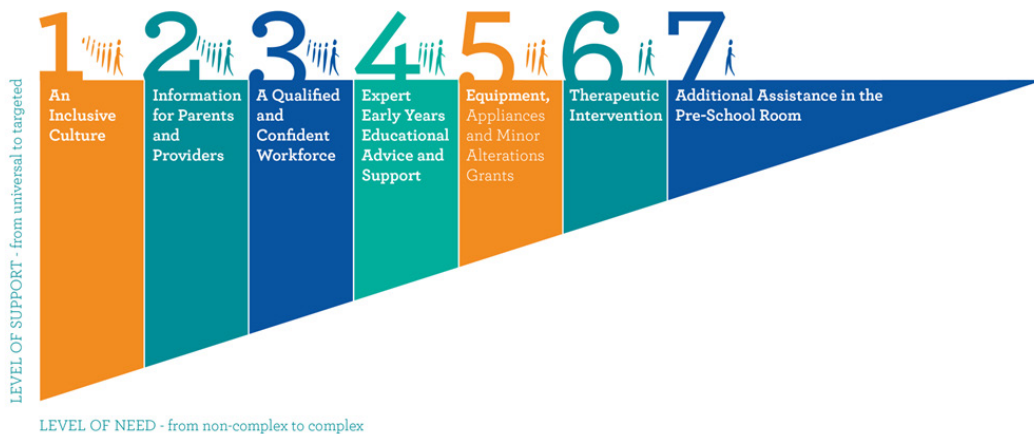 1
An
Inclusive
Culture
2
Information
for Parents
and
Providers
3
A Qualified
and
Confident
Workforce
4
Expert
Early Years
Educational
Advice and
Support
5
Equipment,
Appliances
and Minor
Alterations
Grants
6
Therapeutic
Intervention
7
Additional Assistance in the
Pre-School Room
LEVEL OF SUPPORT - from universal to targeted
LEVEL OF NEED - from non-complex to complex